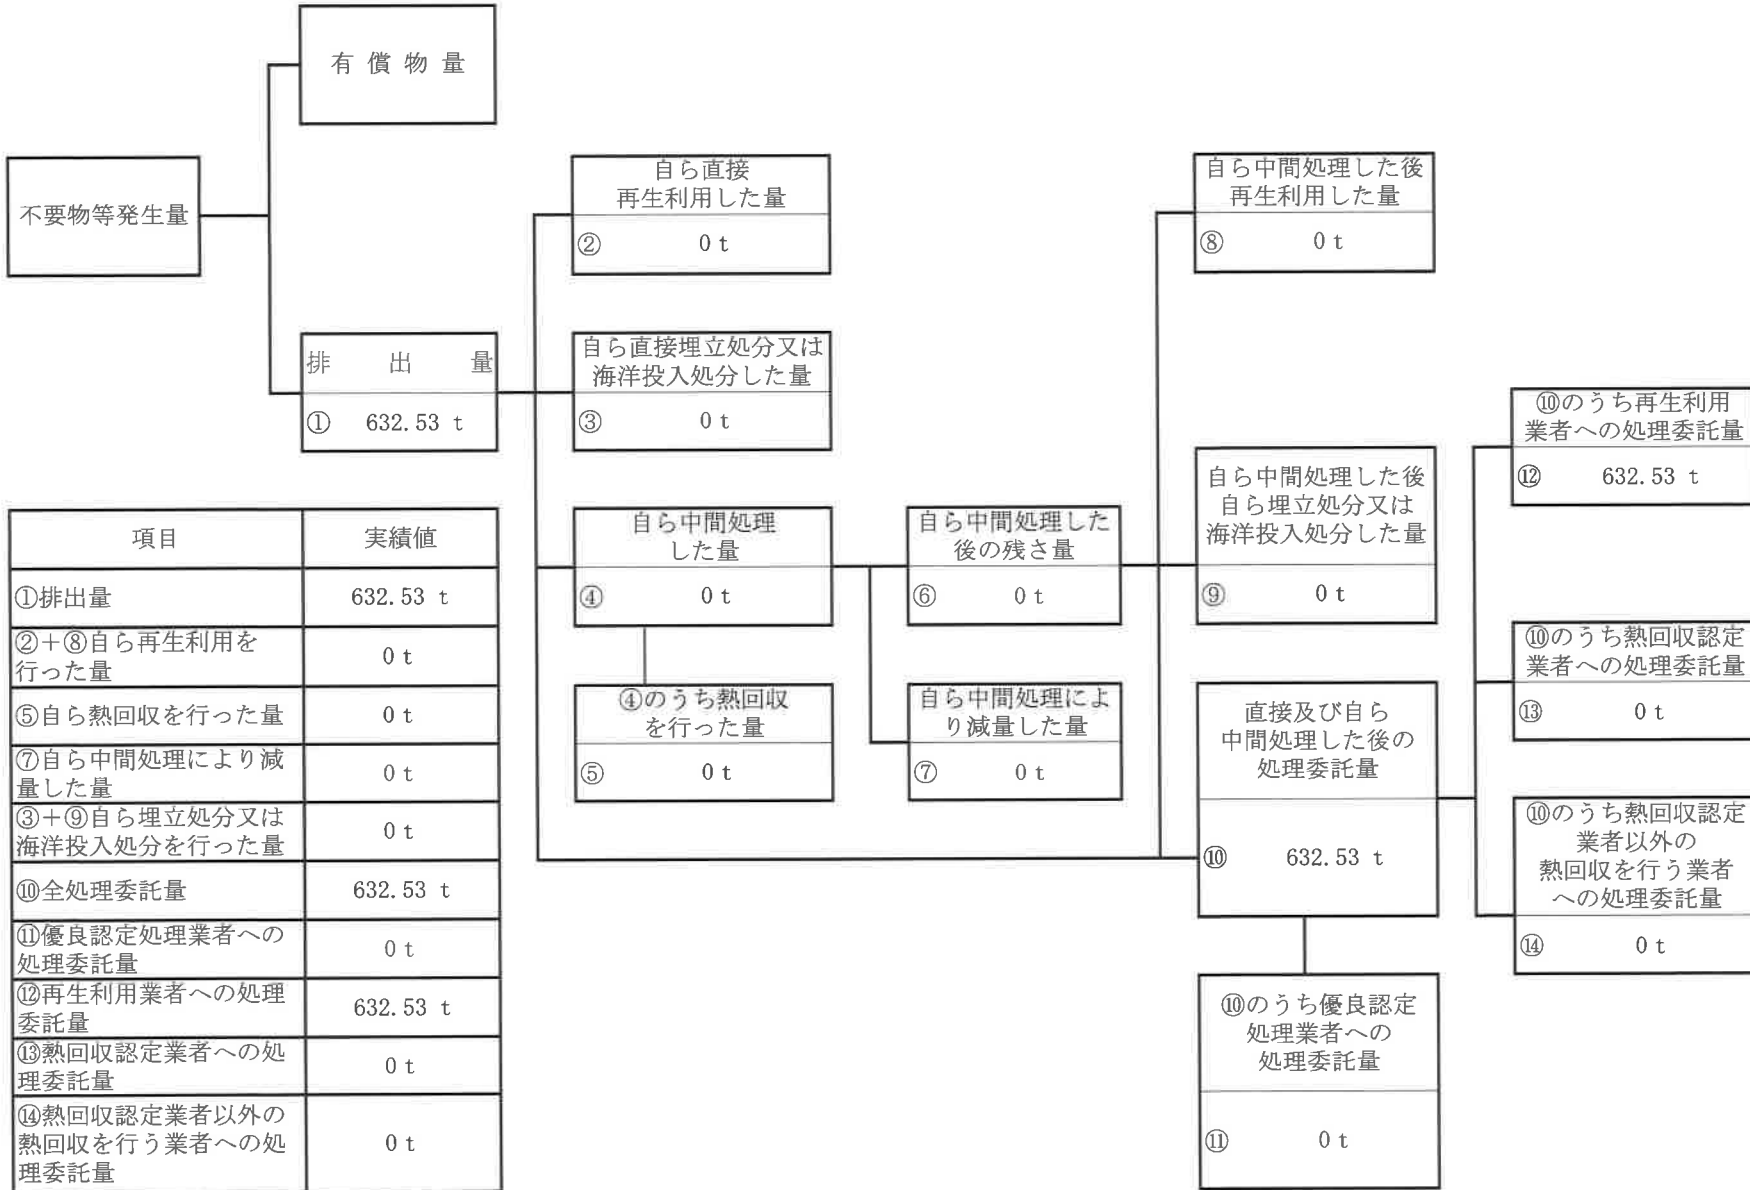 有償物量
不要物等発生量
排出量
① 632.53 t
自ら直接
再生利用した量
② 0 t
自ら直接埋立処分又は
海洋投入処分した量
③ 0 t
自ら中間処理
した量
④ 0 t
④のうち熱回収
を行った量
⑤ 0 t
自ら中間処理した
後の残さ量
⑥ 0 t
自ら中間処理によ
り減量した量
⑦ 0 t
自ら中間処理した後
再生利用した量
⑧ 0 t
自ら中間処理した後
自ら埋立処分又は
海洋投入処分した量
⑨ 0 t
直接及び自ら
中間処理した後の
処理委託量
⑩ 632.53 t
⑩のうち優良認定
処理業者への
処理委託量
⑪ 0 t
⑩のうち再生利用
業者への処理委託量
⑫ 632.53 t
⑩のうち熱回収認定
業者への処理委託量
⑬ 0 t
⑩のうち熱回収認定
業者以外の
熱回収を行う業者
への処理委託量
⑭ 0 t
項目 実績値
①排出量 632.53 t
②+⑧自ら再生利用を
行った量 0 t
⑤自ら熱回収を行った量 0 t
⑦自ら中間処理により減
量した量 0 t
③+⑨自ら埋立処分又は
海洋投入処分を行った量 0 t
⑩全処理委託量 632.53 t
⑪優良認定処理業者への
処理委託量 0 t
⑫再生利用業者への処理
委託量 632.53 t
⑬熱回収認定業者への処
理委託量 0 t
⑭熱回収認定業者以外の
熱回収を行う業者への処
理委託量 0 t